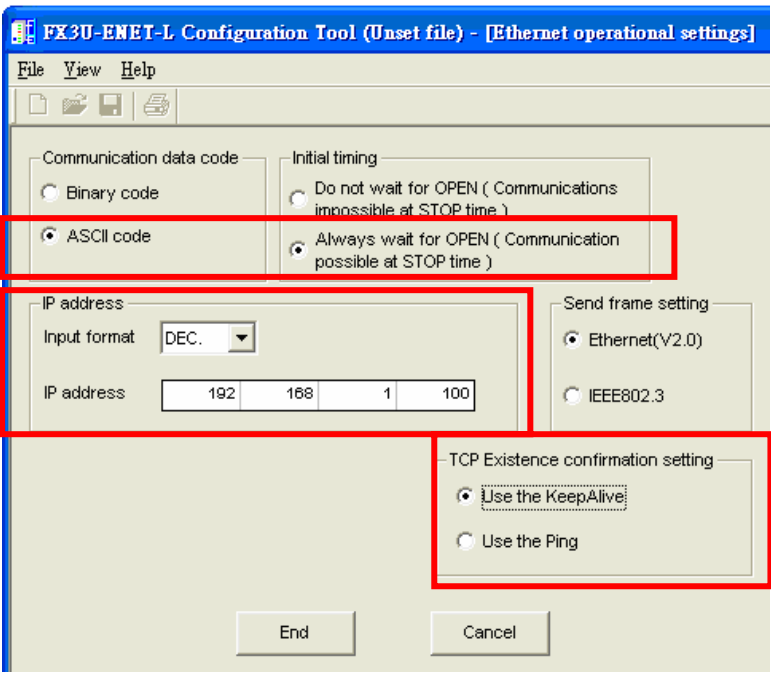 FX3U-ENET-L Configuration Tool (Unset file) - [Ethernet operational settings]
File View Help
Communication data code
Binary code
ASCII code
Initial timing
Do not wait for OPEN ( Communications
impossible at STOP time )
Always wait for OPEN ( Communication
possible at STOP time )
IP address
Input format DEC.
IP address 192 168 1 100
Send frame setting
Ethernet(V2.0)
IEEE802.3
TCP Existence confirmation setting
Use the KeepAlive
Use the Ping
End Cancel